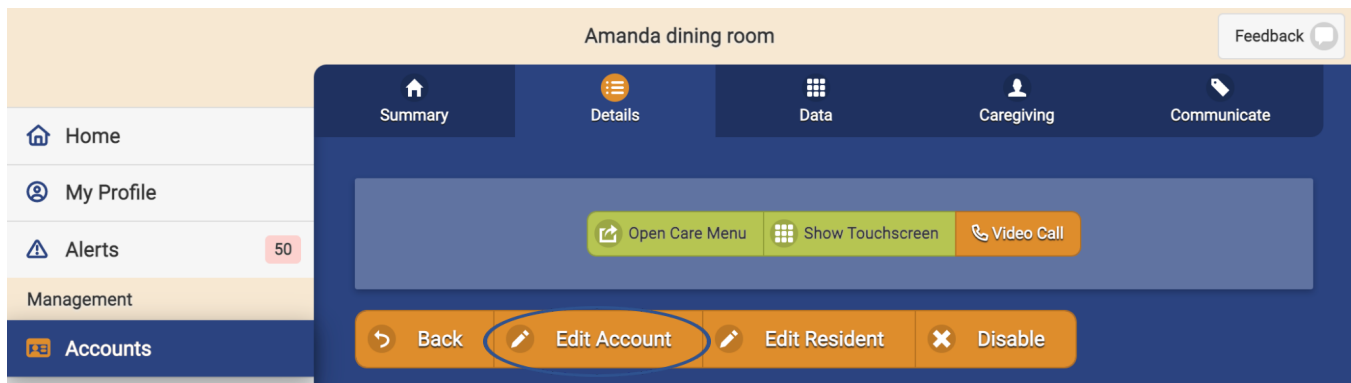 Amanda dining room
Feedback
Summary
Details
Data
Caregiving
Communicate
Home
My Profile
Alerts 50
Management
Accounts
Open Care Menu
Show Touchscreen
Video Call
Back
Edit Account
Edit Resident
Disable